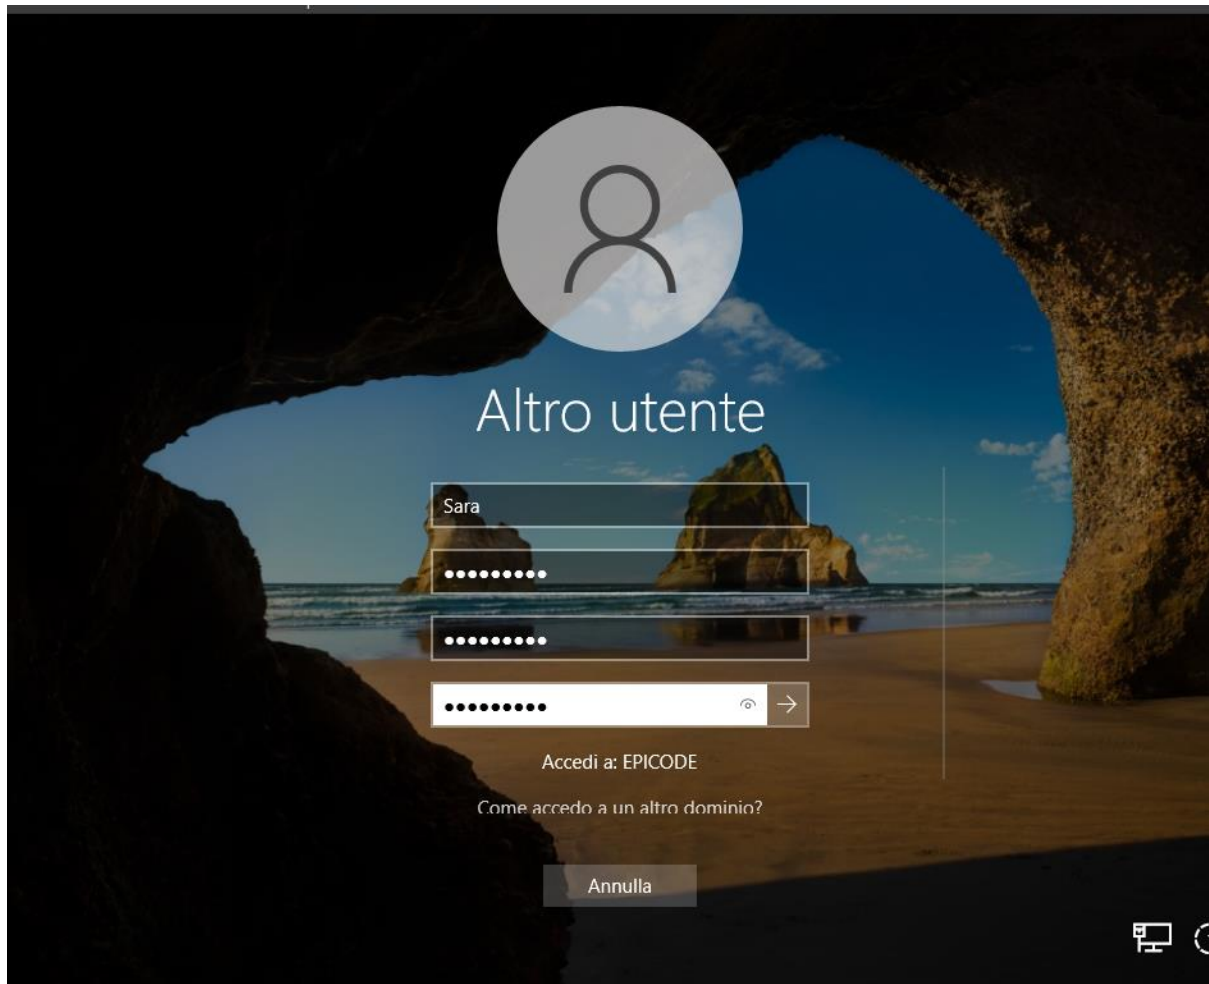 Altro utente
Sara
•••••••••
•••••••••
•••••••••
Accedi a: EPICODE
Come accedo a un altro dominio?
Annulla